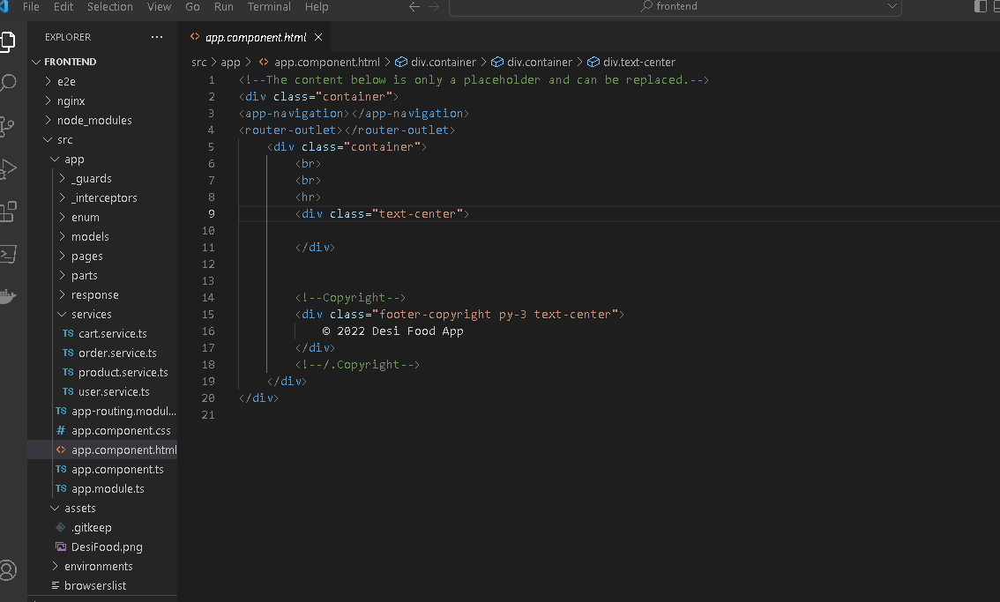 File Edit Selection View Go Run Terminal Help
frontend
EXPLORER
FRONTEND
e2e
nginx
node_modules
src
app
_guards
_interceptors
enum
models
pages
parts
response
services
TS cart.service.ts
TS order.service.ts
TS product.service.ts
TS user.service.ts
TS app-routing.modul...
# app.component.css
<> app.component.html
TS app.component.ts
TS app.module.ts
assets
.gitkeep
DesiFood.png
environments
browserslist
<> app.component.html
src > app > <> app.component.html > div.container > div.container > div.text-center
1 <!--The content below is only a placeholder and can be replaced.-->
2 <div class="container">
3 <app-navigation></app-navigation>
4 <router-outlet></router-outlet>
5 <div class="container">
6 <br>
7 <br>
8 <hr>
9 <div class="text-center">
10
11 </div>
12
13
14 <!--Copyright-->
15 <div class="footer-copyright py-3 text-center">
16 © 2022 Desi Food App
17 </div>
18 <!--/.Copyright-->
19 </div>
20 </div>
21